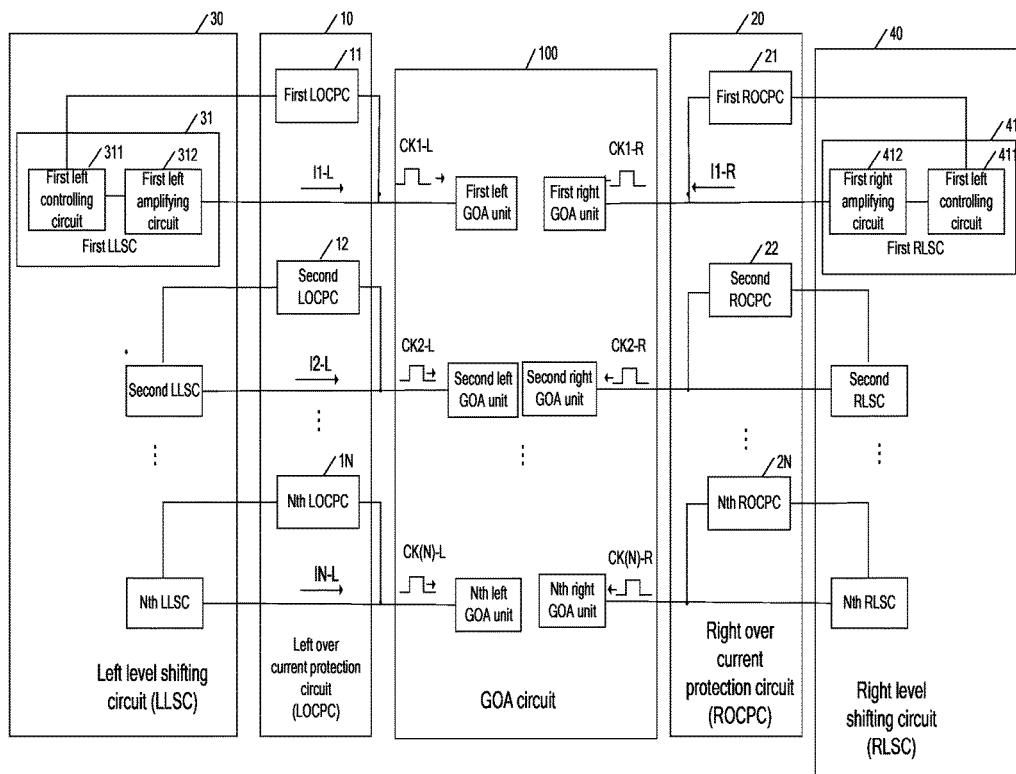 30
10
20
40
11
100
21
First LOCPC
First ROCPC
31
41
311
312
CK1-L
CK1-R
412
411
I1-L
I1-R
First left
controlling
circuit
First left
amplifying
circuit
First left
GOA unit
First right
GOA unit
First right
amplifying
circuit
First left
controlling
circuit
First LLSC
First RLSC
12
22
Second
LOCPC
Second
ROCPC
CK2-L
CK2-R
I2-L
Second LLSC
Second left
GOA unit
Second right
GOA unit
Second
RLSC
1N
2N
Nth LOCPC
Nth ROCPC
CK(N)-L
CK(N)-R
IN-L
Nth LLSC
Nth left
GOA unit
Nth right
GOA unit
Nth RLSC
Left level shifting
circuit (LLSC)
Left over
current protection
circuit
(LOCPC)
GOA circuit
Right over
current
protection circuit
(ROCPC)
Right level
shifting circuit
(RLSC)